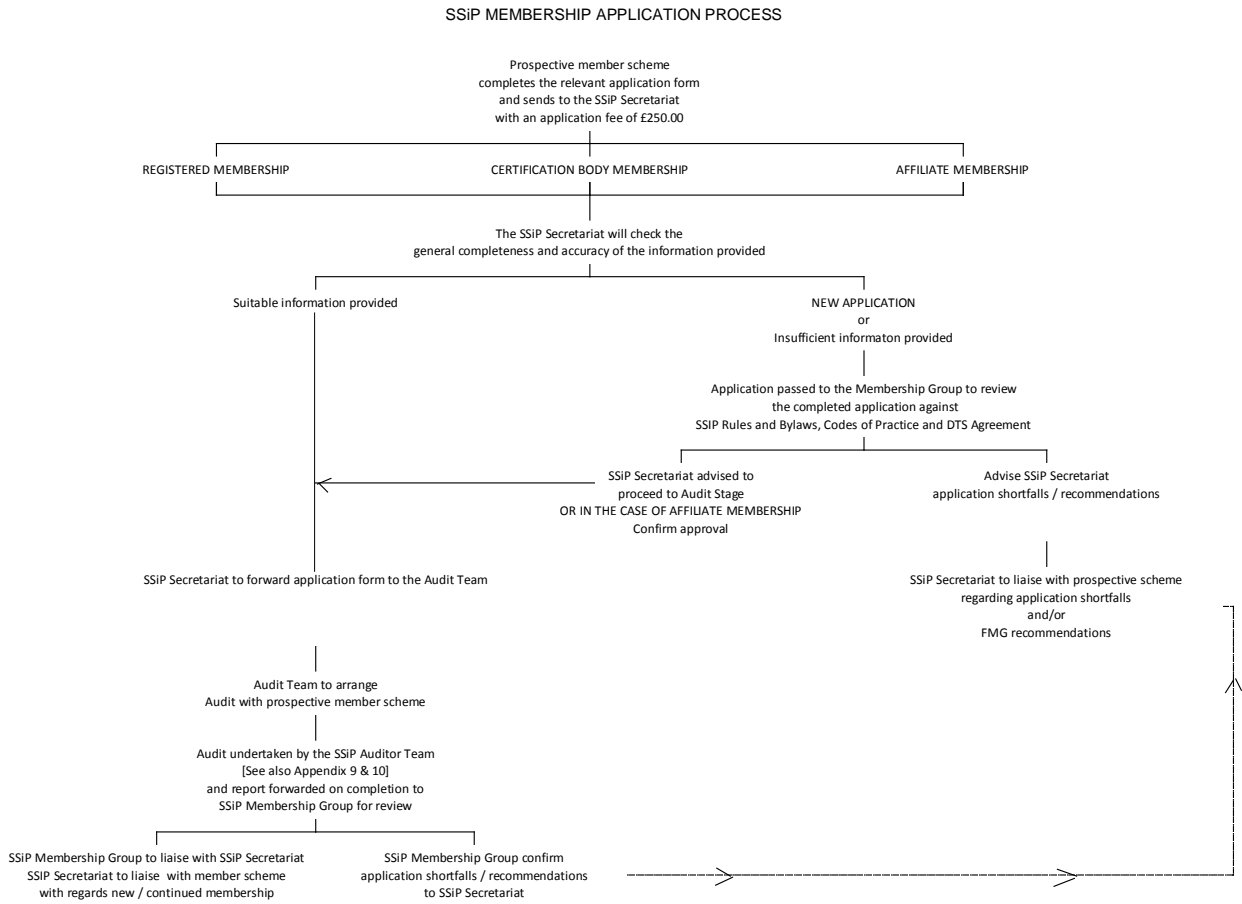 SSiP MEMBERSHIP APPLICATION PROCESS
Prospective member scheme
completes the relevant application form
and sends to the SSiP Secretariat
with an application fee of £250.00
REGISTERED MEMBERSHIP
CERTIFICATION BODY MEMBERSHIP
AFFILIATE MEMBERSHIP
The SSiP Secretariat will check the
general completeness and accuracy of the information provided
Suitable information provided
NEW APPLICATION
or
Insufficient informaton provided
Application passed to the Membership Group to review
the completed application against
SSIP Rules and Bylaws, Codes of Practice and DTS Agreement
SSiP Secretariat advised to
proceed to Audit Stage
OR IN THE CASE OF AFFILIATE MEMBERSHIP
Confirm approval
Advise SSiP Secretariat
application shortfalls / recommendations
SSiP Secretariat to forward application form to the Audit Team
SSiP Secretariat to liaise with prospective scheme
regarding application shortfalls
and/or
FMG recommendations
Audit Team to arrange
Audit with prospective member scheme
Audit undertaken by the SSiP Auditor Team
[See also Appendix 9 & 10]
and report forwarded on completion to
SSiP Membership Group for review
SSiP Membership Group to liaise with SSiP Secretariat
SSIP Secretariat to liaise with member scheme
with regards new / continued membership
SSiP Membership Group confirm
application shortfalls / recommendations
to SSiP Secretariat